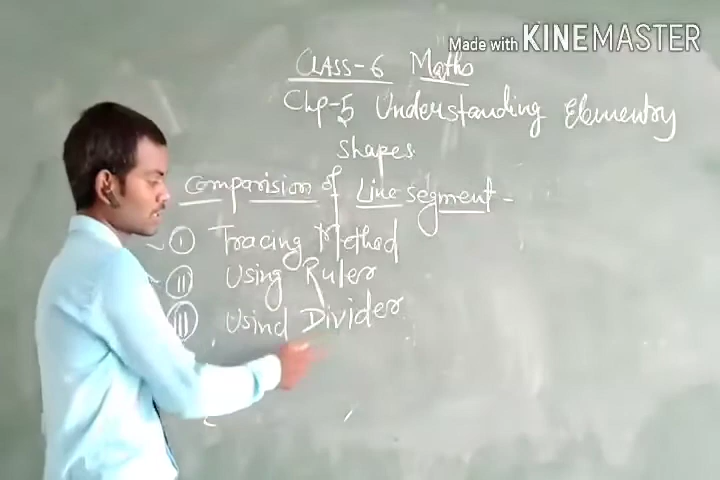 Made with KINEMASTER
CLASS-6 Maths
Chp-5 Understanding Elementry
Shapes
Comparision of Line segment -
(I) Tracing Method
(II) Using Ruler
(III) Usind Divider